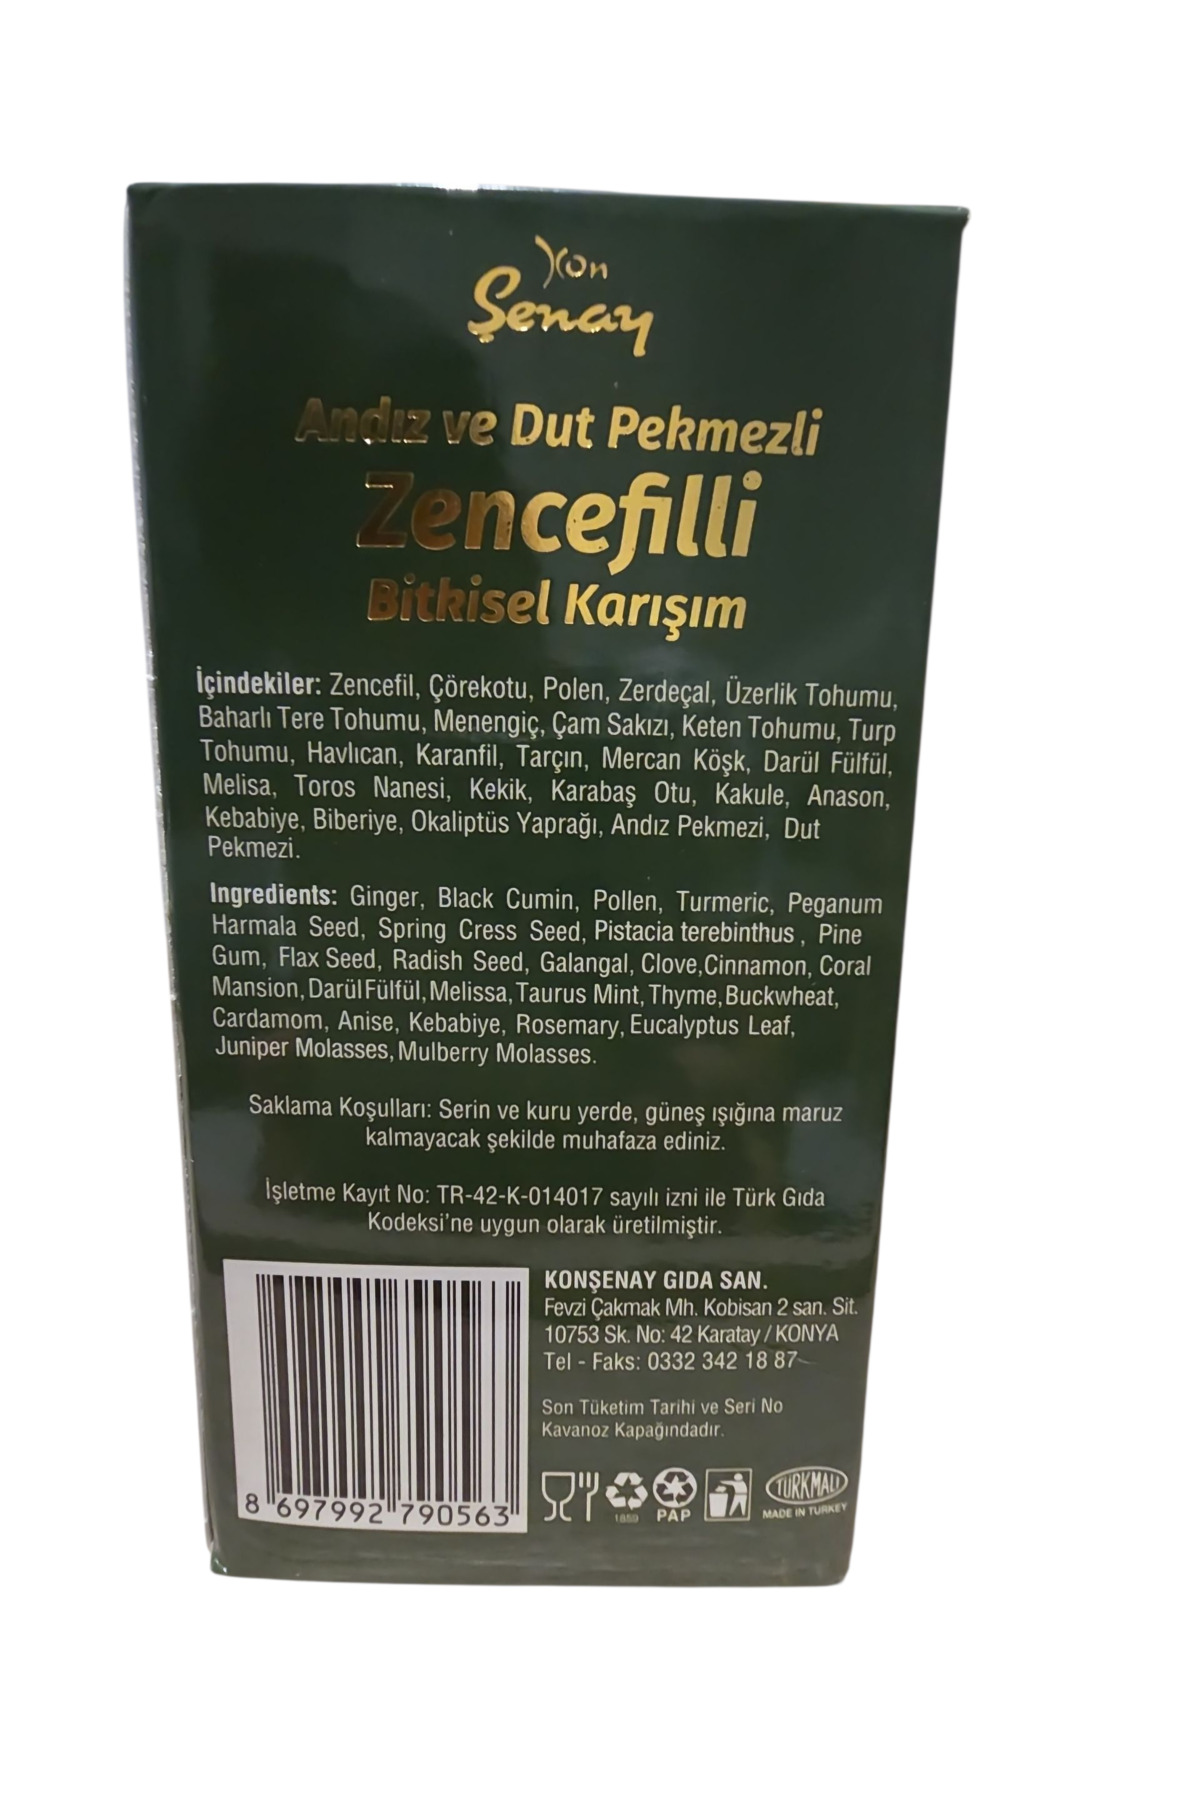 Kon
Şenay
Andız ve Dut Pekmezli
Zencefilli
Bitkisel Karışım
İçindekiler: Zencefil, Çörekotu, Polen, Zerdeçal, Üzerlik Tohumu,
Baharlı Tere Tohumu, Menengiç, Çam Sakızı, Keten Tohumu, Turp
Tohumu, Havlıcan, Karanfil, Tarçın, Mercan Köşk, Darül Fülfül,
Melisa, Toros Nanesi, Kekik, Karabaş Otu, Kakule, Anason,
Kebabiye, Biberiye, Okaliptüs Yaprağı, Andız Pekmezi, Dut
Pekmezi.
Ingredients: Ginger, Black Cumin, Pollen, Turmeric, Peganum
Harmala Seed, Spring Cress Seed, Pistacia terebinthus , Pine
Gum, Flax Seed, Radish Seed, Galangal, Clove,Cinnamon, Coral
Mansion, Darül Fülfül, Melissa, Taurus Mint, Thyme, Buckwheat,
Cardamom, Anise, Kebabiye, Rosemary, Eucalyptus Leaf,
Juniper Molasses, Mulberry Molasses.
Saklama Koşulları: Serin ve kuru yerde, güneş ışığına maruz
kalmayacak şekilde muhafaza ediniz.
İşletme Kayıt No: TR-42-K-014017 sayılı izni ile Türk Gıda
Kodeksi'ne uygun olarak üretilmiştir.
KONŞENAY GIDA SAN.
Fevzi Çakmak Mh. Kobisan 2 san. Sit.
10753 Sk. No: 42 Karatay / KONYA
Tel - Faks: 0332 342 18 87
Son Tüketim Tarihi ve Seri No
Kavanoz Kapağındadır.
8 697992 790563
1859
PAP
TÜRKMALI
MADE IN TURKEY